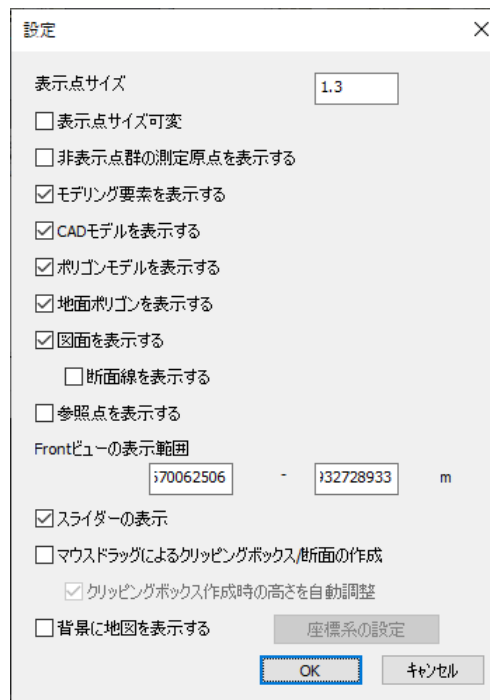 設定
表示点サイズ 1.3
表示点サイズ可変
非表示点群の測定原点を表示する
モデリング要素を表示する
CADモデルを表示する
ポリゴンモデルを表示する
地面ポリゴンを表示する
図面を表示する
断面線を表示する
参照点を表示する
Frontビューの表示範囲
570062506 - 932728933 m
スライダーの表示
マウスドラッグによるクリッピングボックス/断面の作成
クリッピングボックス作成時の高さを自動調整
背景に地図を表示する 座標系の設定
OK キャンセル